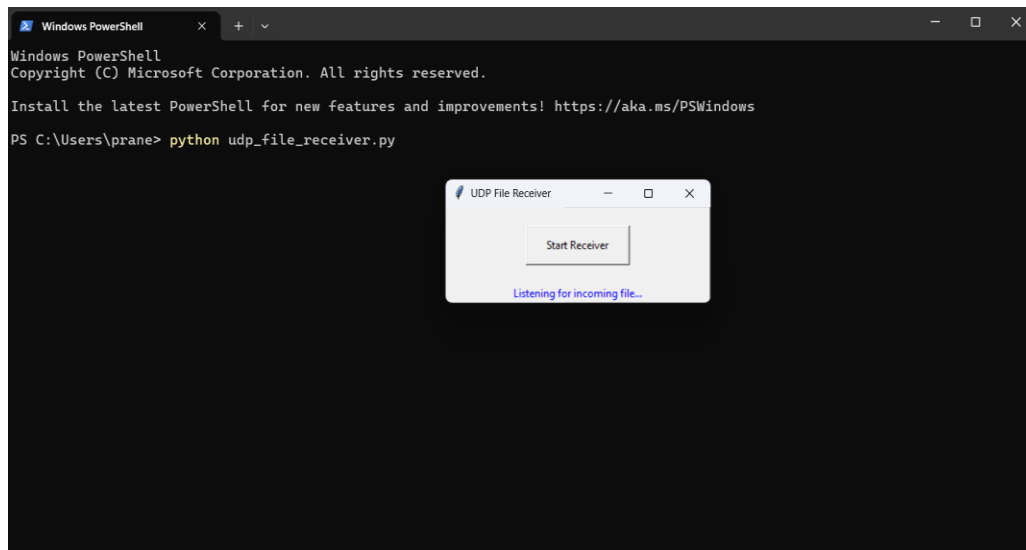 Windows PowerShell
Windows PowerShell
Copyright (C) Microsoft Corporation. All rights reserved.
Install the latest PowerShell for new features and improvements! https://aka.ms/PSWindows
PS C:\Users\prane> python udp_file_receiver.py
UDP File Receiver
Start Receiver
Listening for incoming file...